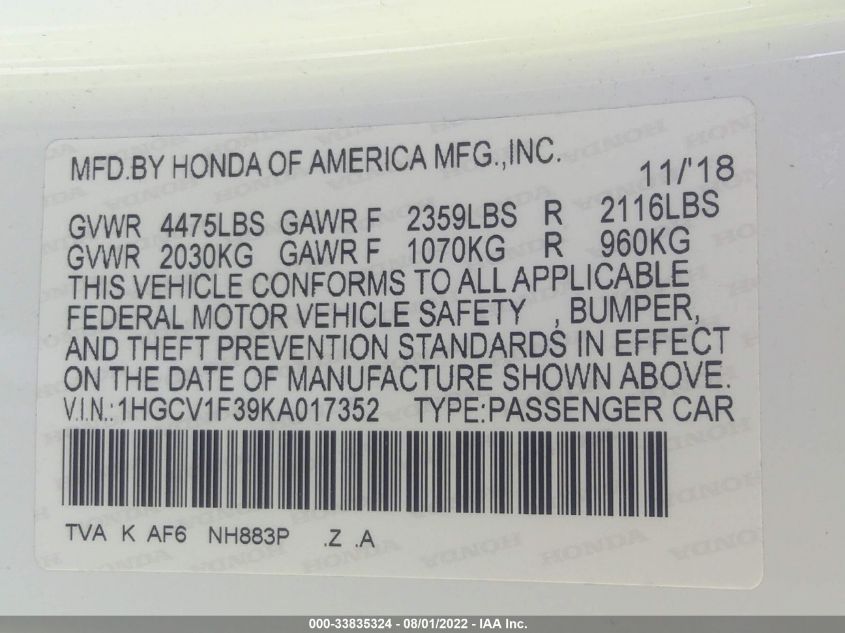 MFD.BY HONDA OF AMERICA MFG.,INC. 11/'18
GVWR 4475LBS GAWR F 2359LBS R 2116LBS
GVWR 2030KG GAWR F 1070KG R 960KG
THIS VEHICLE CONFORMS TO ALL APPLICABLE
FEDERAL MOTOR VEHICLE SAFETY , BUMPER,
AND THEFT PREVENTION STANDARDS IN EFFECT
ON THE DATE OF MANUFACTURE SHOWN ABOVE.
V.I.N.:1HGCV1F39KA017352 TYPE:PASSENGER CAR
TVA K AF6 NH883P .Z .A
000-33835324 - 08/01/2022 - IAA Inc.